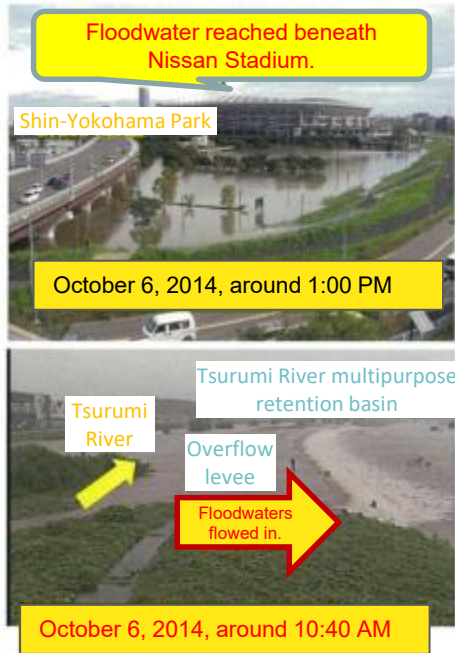 Floodwater reached beneath
Nissan Stadium.
Shin-Yokohama Park
October 6, 2014, around 1:00 PM
Tsurumi River multipurpose
retention basin
Tsurumi
River
Overflow
levee
Floodwaters
flowed in.
October 6, 2014, around 10:40 AM